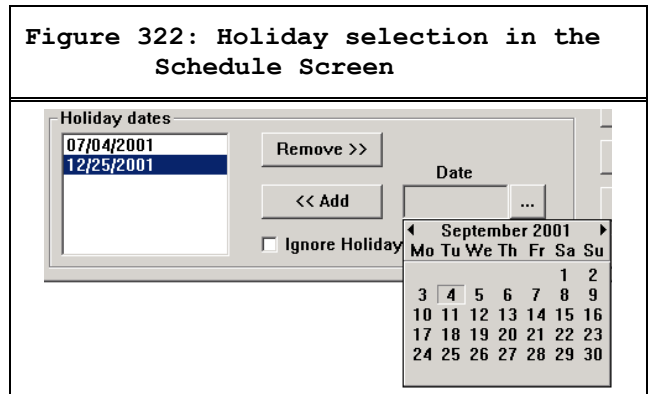 Figure 322: Holiday selection in the
Schedule Screen
Holiday dates
07/04/2001
12/25/2001
Remove >>
Date
<< Add
...
Ignore Holiday
September 2001
Mo Tu We Th Fr Sa Su
1 2
3 4 5 6 7 8 9
10 11 12 13 14 15 16
17 18 19 20 21 22 23
24 25 26 27 28 29 30